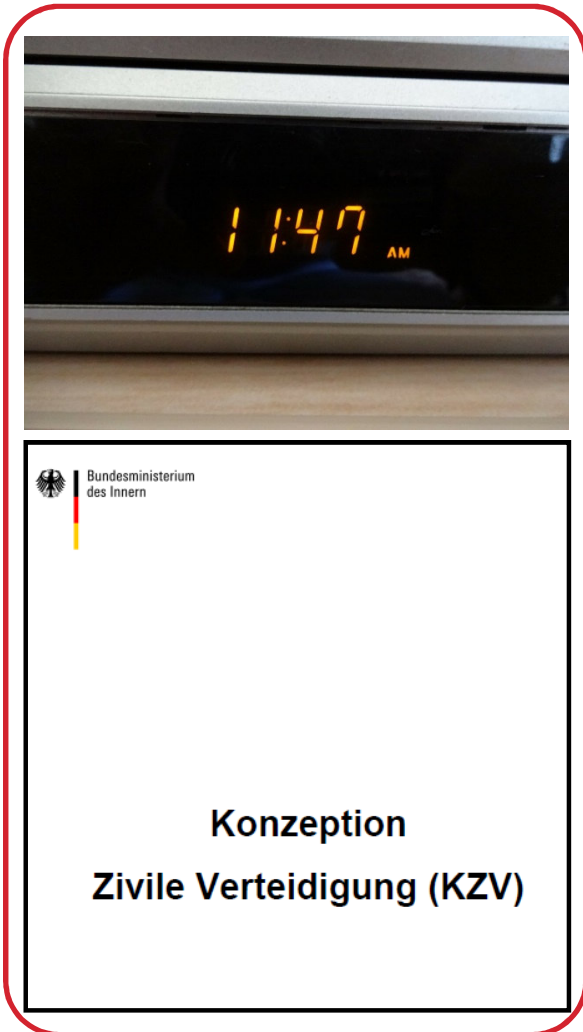 11:47 AM
Bundesministerium
des Innern
Konzeption
Zivile Verteidigung (KZV)